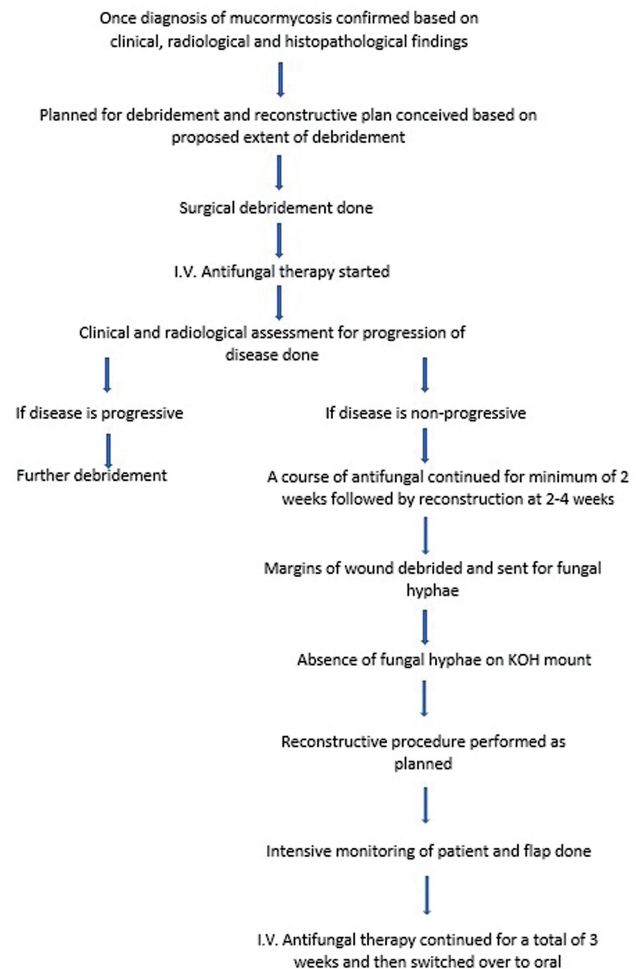 Once diagnosis of mucormycosis confirmed based on
clinical, radiological and histopathological findings
Planned for debridement and reconstructive plan conceived based on
proposed extent of debridement
Surgical debridement done
I.V. Antifungal therapy started
Clinical and radiological assessment for progression of
disease done
If disease is progressive
Further debridement
If disease is non-progressive
A course of antifungal continued for minimum of 2
weeks followed by reconstruction at 2-4 weeks
Margins of wound debrided and sent for fungal
hyphae
Absence of fungal hyphae on KOH mount
Reconstructive procedure performed as
planned
Intensive monitoring of patient and flap done
I.V. Antifungal therapy continued for a total of 3
weeks and then switched over to oral